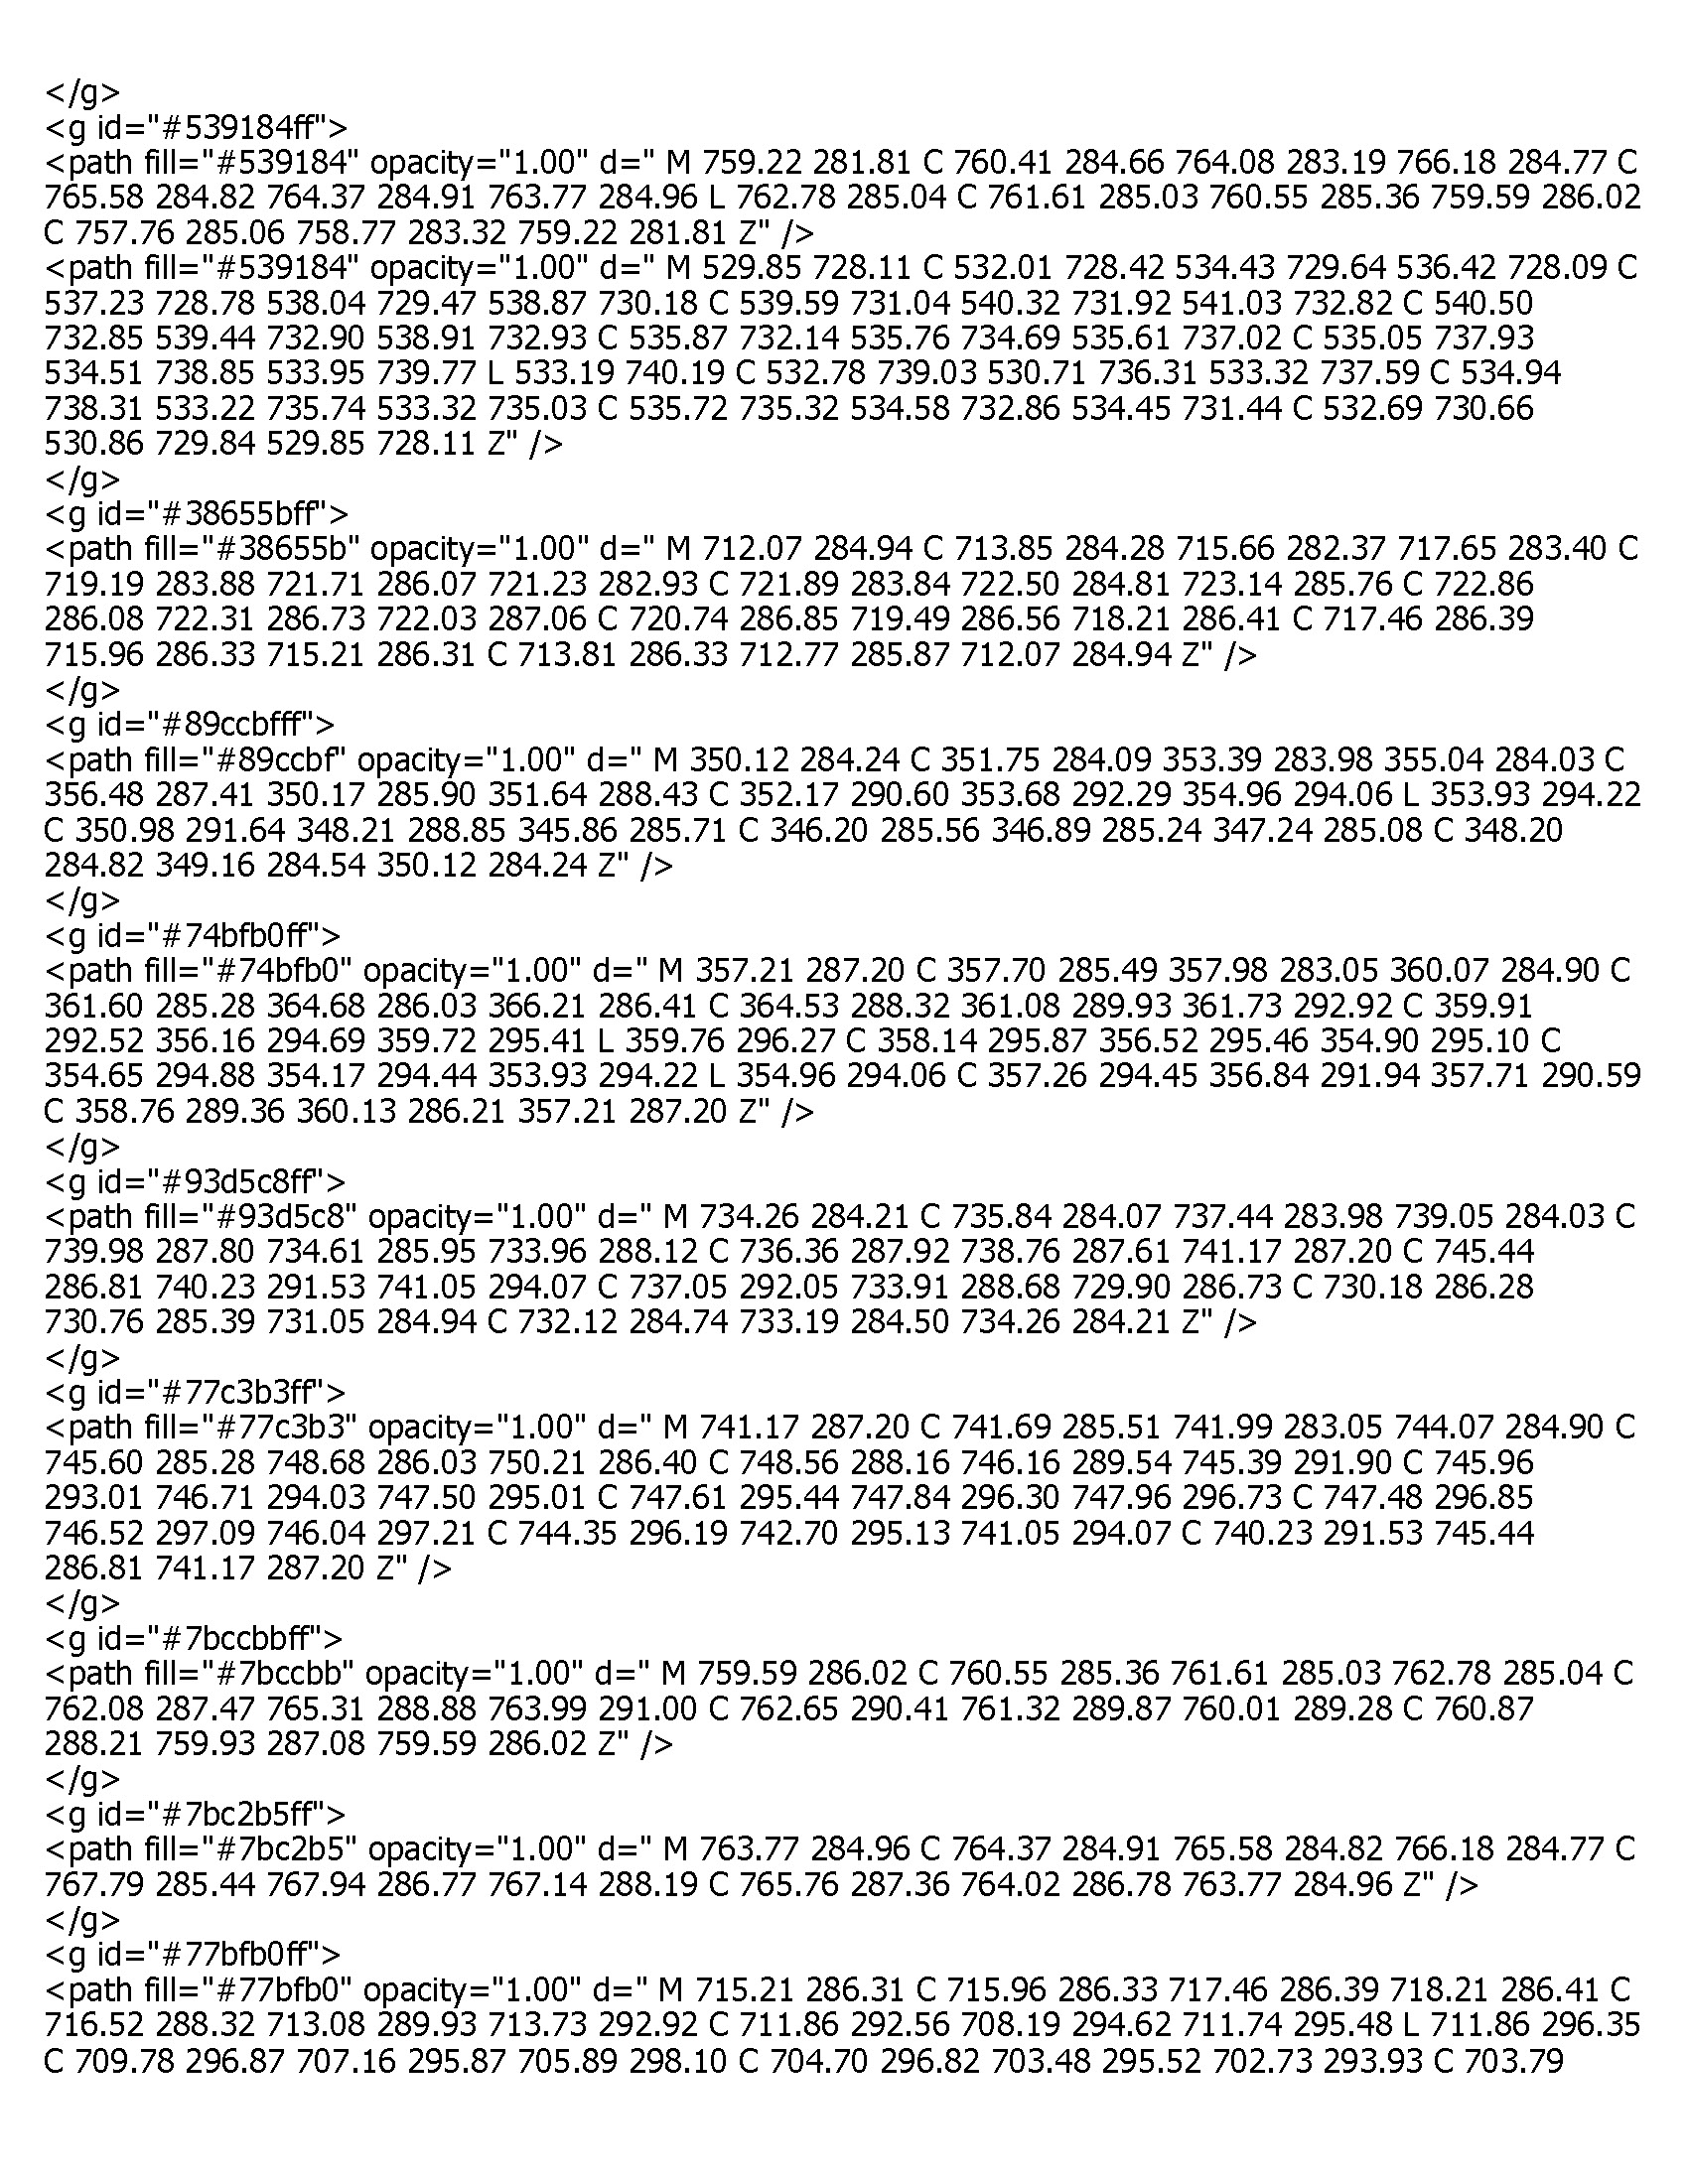 </g>
<g id="#539184ff">
<path fill="#539184" opacity="1.00" d=" M 759.22 281.81 C 760.41 284.66 764.08 283.19 766.18 284.77 C
765.58 284.82 764.37 284.91 763.77 284.96 L 762.78 285.04 C 761.61 285.03 760.55 285.36 759.59 286.02
C 757.76 285.06 758.77 283.32 759.22 281.81 Z" />
<path fill="#539184" opacity="1.00" d=" M 529.85 728.11 C 532.01 728.42 534.43 729.64 536.42 728.09 C
537.23 728.78 538.04 729.47 538.87 730.18 C 539.59 731.04 540.32 731.92 541.03 732.82 C 540.50
732.85 539.44 732.90 538.91 732.93 C 535.87 732.14 535.76 734.69 535.61 737.02 C 535.05 737.93
534.51 738.85 533.95 739.77 L 533.19 740.19 C 532.78 739.03 530.71 736.31 533.32 737.59 C 534.94
738.31 533.22 735.74 533.32 735.03 C 535.72 735.32 534.58 732.86 534.45 731.44 C 532.69 730.66
530.86 729.84 529.85 728.11 Z" />
</g>
<g id="#38655bff">
<path fill="#38655b" opacity="1.00" d=" M 712.07 284.94 C 713.85 284.28 715.66 282.37 717.65 283.40 C
719.19 283.88 721.71 286.07 721.23 282.93 C 721.89 283.84 722.50 284.81 723.14 285.76 C 722.86
286.08 722.31 286.73 722.03 287.06 C 720.74 286.85 719.49 286.56 718.21 286.41 C 717.46 286.39
715.96 286.33 715.21 286.31 C 713.81 286.33 712.77 285.87 712.07 284.94 Z" />
</g>
<g id="#89ccbfff">
<path fill="#89ccbf" opacity="1.00" d=" M 350.12 284.24 C 351.75 284.09 353.39 283.98 355.04 284.03 C
356.48 287.41 350.17 285.90 351.64 288.43 C 352.17 290.60 353.68 292.29 354.96 294.06 L 353.93 294.22
C 350.98 291.64 348.21 288.85 345.86 285.71 C 346.20 285.56 346.89 285.24 347.24 285.08 C 348.20
284.82 349.16 284.54 350.12 284.24 Z" />
</g>
<g id="#74bfb0ff">
<path fill="#74bfb0" opacity="1.00" d=" M 357.21 287.20 C 357.70 285.49 357.98 283.05 360.07 284.90 C
361.60 285.28 364.68 286.03 366.21 286.41 C 364.53 288.32 361.08 289.93 361.73 292.92 C 359.91
292.52 356.16 294.69 359.72 295.41 L 359.76 296.27 C 358.14 295.87 356.52 295.46 354.90 295.10 C
354.65 294.88 354.17 294.44 353.93 294.22 L 354.96 294.06 C 357.26 294.45 356.84 291.94 357.71 290.59
C 358.76 289.36 360.13 286.21 357.21 287.20 Z" />
</g>
<g id="#93d5c8ff">
<path fill="#93d5c8" opacity="1.00" d=" M 734.26 284.21 C 735.84 284.07 737.44 283.98 739.05 284.03 C
739.98 287.80 734.61 285.95 733.96 288.12 C 736.36 287.92 738.76 287.61 741.17 287.20 C 745.44
286.81 740.23 291.53 741.05 294.07 C 737.05 292.05 733.91 288.68 729.90 286.73 C 730.18 286.28
730.76 285.39 731.05 284.94 C 732.12 284.74 733.19 284.50 734.26 284.21 Z" />
</g>
<g id="#77c3b3ff">
<path fill="#77c3b3" opacity="1.00" d=" M 741.17 287.20 C 741.69 285.51 741.99 283.05 744.07 284.90 C
745.60 285.28 748.68 286.03 750.21 286.40 C 748.56 288.16 746.16 289.54 745.39 291.90 C 745.96
293.01 746.71 294.03 747.50 295.01 C 747.61 295.44 747.84 296.30 747.96 296.73 C 747.48 296.85
746.52 297.09 746.04 297.21 C 744.35 296.19 742.70 295.13 741.05 294.07 C 740.23 291.53 745.44
286.81 741.17 287.20 Z" />
</g>
<g id="#7bccbbff">
<path fill="#7bccbb" opacity="1.00" d=" M 759.59 286.02 C 760.55 285.36 761.61 285.03 762.78 285.04 C
762.08 287.47 765.31 288.88 763.99 291.00 C 762.65 290.41 761.32 289.87 760.01 289.28 C 760.87
288.21 759.93 287.08 759.59 286.02 Z" />
</g>
<g id="#7bc2b5ff">
<path fill="#7bc2b5" opacity="1.00" d=" M 763.77 284.96 C 764.37 284.91 765.58 284.82 766.18 284.77 C
767.79 285.44 767.94 286.77 767.14 288.19 C 765.76 287.36 764.02 286.78 763.77 284.96 Z" />
</g>
<g id="#77bfb0ff">
<path fill="#77bfb0" opacity="1.00" d=" M 715.21 286.31 C 715.96 286.33 717.46 286.39 718.21 286.41 C
716.52 288.32 713.08 289.93 713.73 292.92 C 711.86 292.56 708.19 294.62 711.74 295.48 L 711.86 296.35
C 709.78 296.87 707.16 295.87 705.89 298.10 C 704.70 296.82 703.48 295.52 702.73 293.93 C 703.79